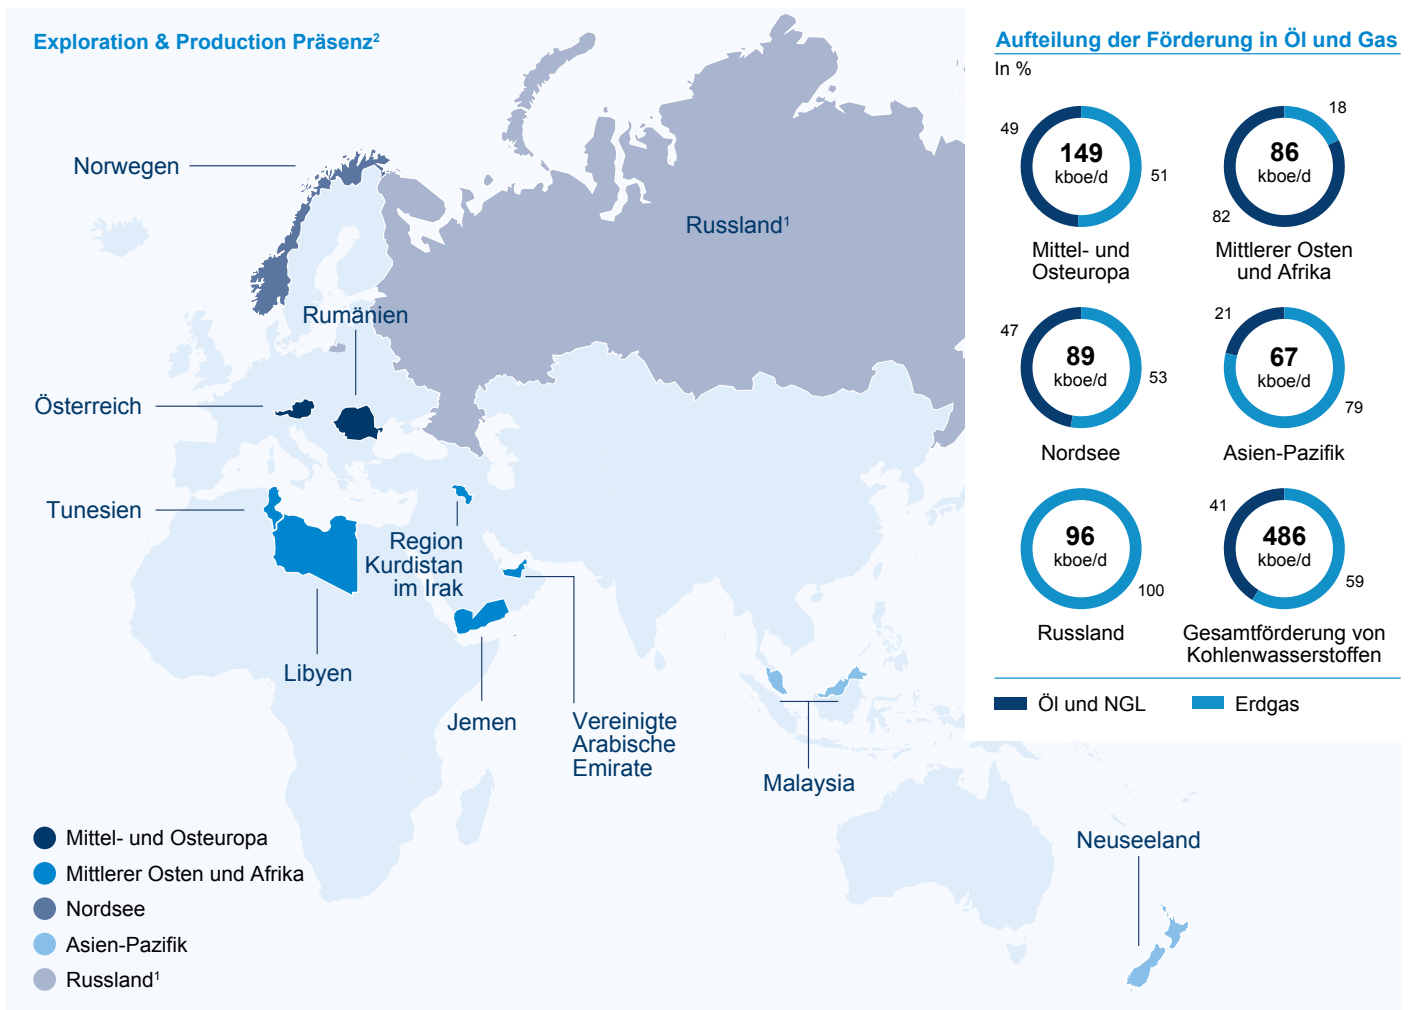 Exploration & Production Präsenz²
Norwegen
Russland¹
Rumänien
Österreich
Tunesien
Region
Kurdistan
im Irak
Libyen
Jemen
Vereinigte
Arabische
Emirate
Malaysia
Neuseeland
Mittel- und Osteuropa
Mittlerer Osten und Afrika
Nordsee
Asien-Pazifik
Russland¹
Aufteilung der Förderung in Öl und Gas
In %
49
149
kboe/d
51
Mittel- und
Osteuropa
18
86
kboe/d
82
Mittlerer Osten
und Afrika
47
89
kboe/d
53
Nordsee
21
67
kboe/d
79
Asien-Pazifik
96
kboe/d
100
Russland
41
486
kboe/d
59
Gesamtförderung von
Kohlenwasserstoffen
Öl und NGL
Erdgas